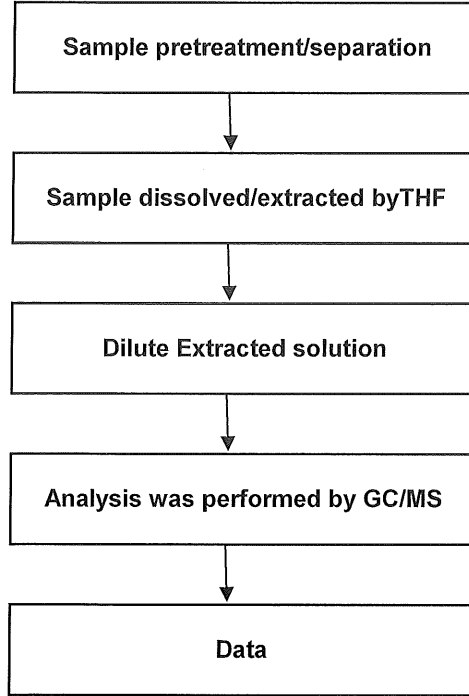 Sample pretreatment/separation
Sample dissolved/extracted byTHF
Dilute Extracted solution
Analysis was performed by GC/MS
Data